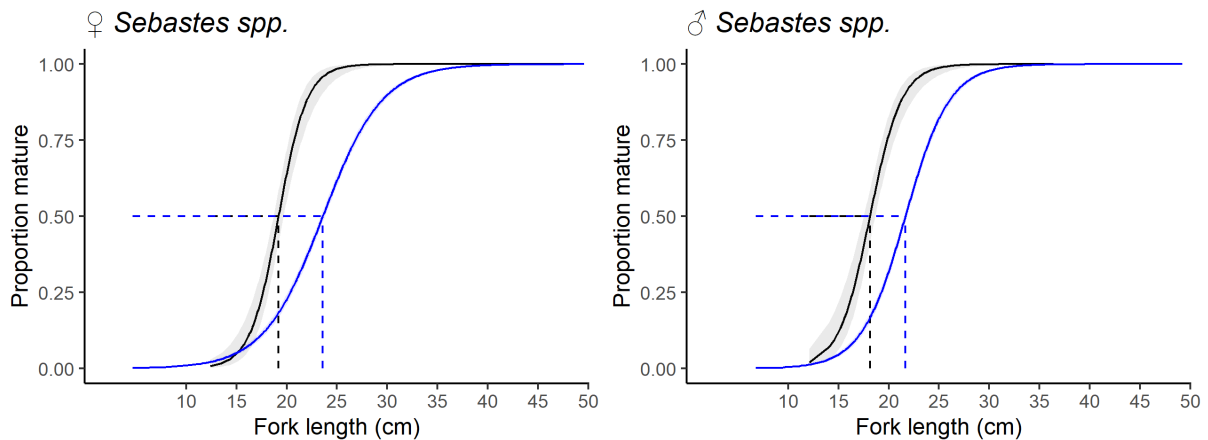 ♀ Sebastes spp.
Proportion mature
1.00
0.75
0.50
0.25
0.00
10 15 20 25 30 35 40 45 50
Fork length (cm)
♂ Sebastes spp.
Proportion mature
1.00
0.75
0.50
0.25
0.00
10 15 20 25 30 35 40 45 50
Fork length (cm)